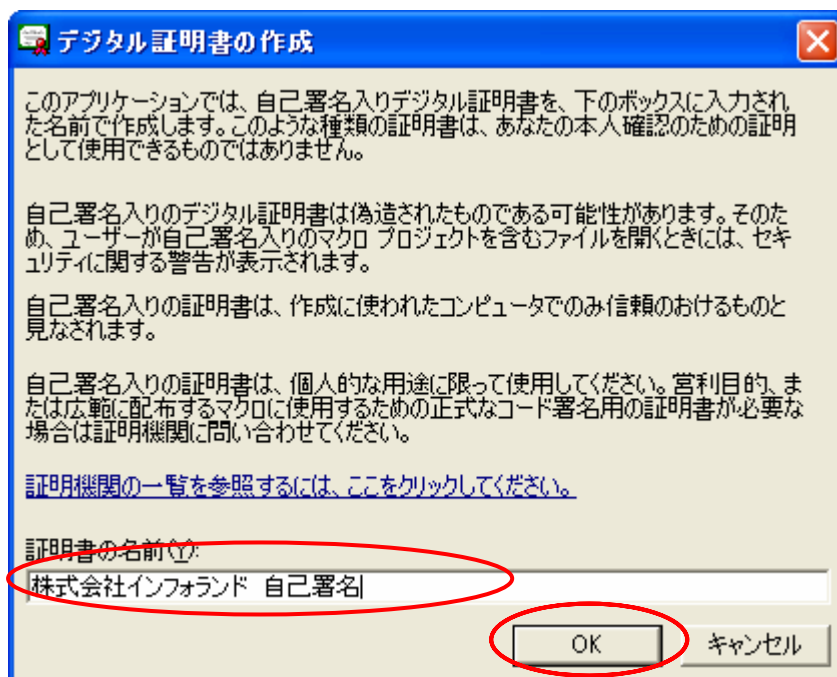 デジタル証明書の作成
このアプリケーションでは、自己署名入りデジタル証明書を、下のボックスに入力され
た名前で作成します。このような種類の証明書は、あなたの本人確認のための証明
として使用できるものではありません。
自己署名入りのデジタル証明書は偽造されたものである可能性があります。そのた
め、ユーザーが自己署名入りのマクロ プロジェクトを含むファイルを開くときには、セキ
ュリティに関する警告が表示されます。
自己署名入りの証明書は、作成に使われたコンピュータでのみ信頼のおけるものと
見なされます。
自己署名入りの証明書は、個人的な用途に限って使用してください。営利目的、ま
たは広範に配布するマクロに使用するための正式なコード署名用の証明書が必要な
場合は証明機関に問い合わせてください。
証明機関の一覧を参照するには、ここをクリックしてください。
証明書の名前(Y):
株式会社インフォランド 自己署名
OK キャンセル